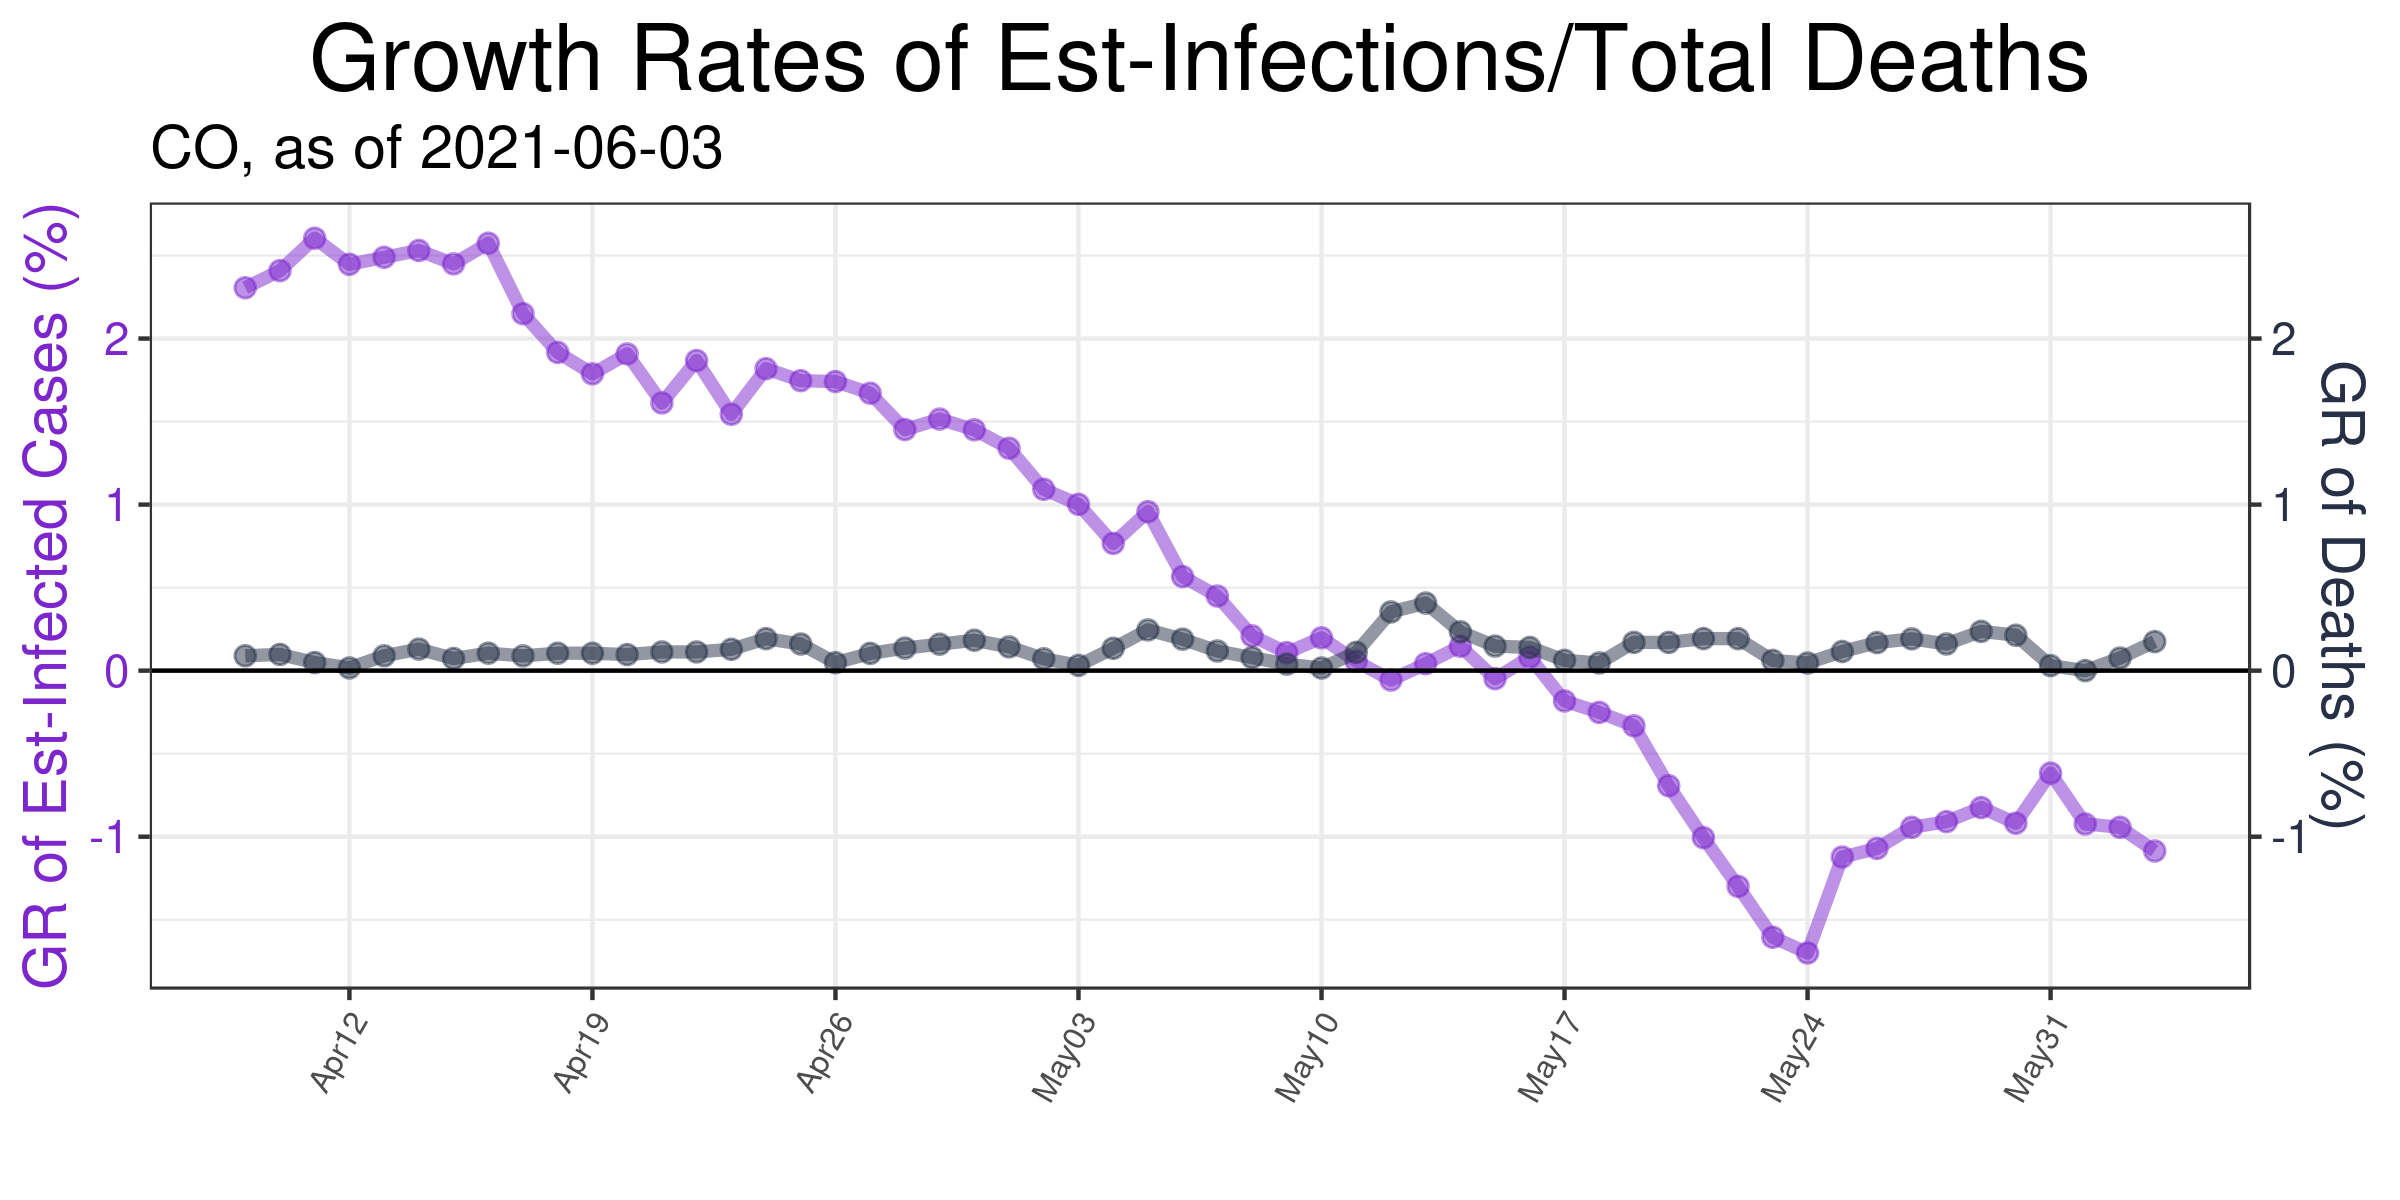 Growth Rates of Est-Infections/Total Deaths
CO, as of 2021-06-03
GR of Est-Infected Cases (%)
2
1
0
-1
2
1
0
-1
GR of Deaths (%)
Apr12
Apr19
Apr26
May03
May10
May17
May24
May31